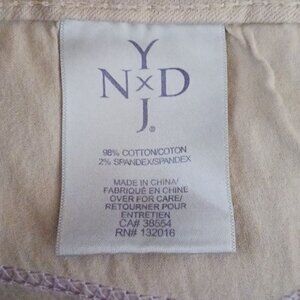 Y
N×D
J®
98% COTTON/COTON
2% SPANDEX/SPANDEX
MADE IN CHINA/
FABRIQUÉ EN CHINE
OVER FOR CARE/
RETOURNER POUR
ENTRETIEN
CA# 38554
RN# 132018